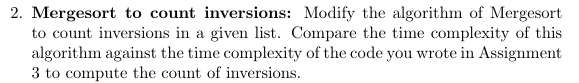 2. Mergesort to count inversions: Modify the algorithm of Mergesort
to count inversions in a given list. Compare the time complexity of this
algorithm against the time complexity of the code you wrote in Assignment
3 to compute the count of inversions.